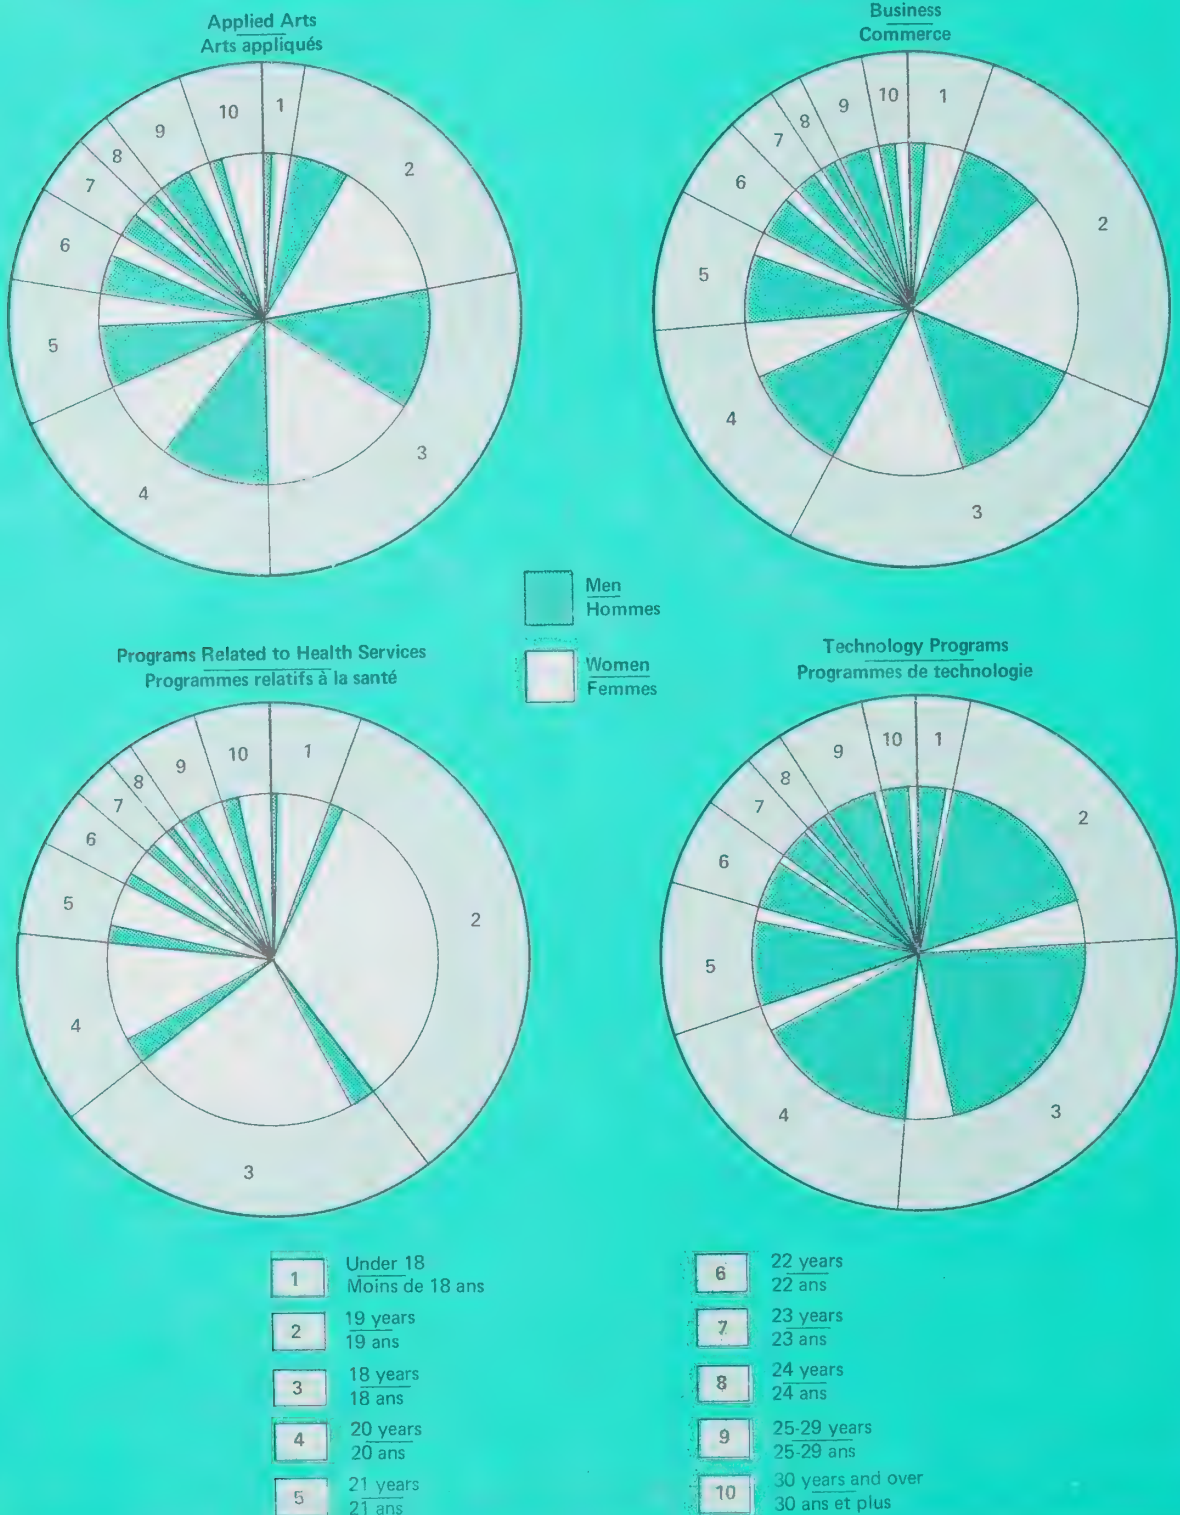 Applied Arts
Arts appliqués
10
1
2
3
4
5
6
7
8
9
Business
Commerce
10
1
2
3
4
5
6
7
8
9
Men
Hommes
Women
Femmes
Programs Related to Health Services
Programmes relatifs à la santé
10
1
2
3
4
5
6
7
8
9
Technology Programs
Programmes de technologie
10
1
2
3
4
5
6
7
8
9
1
Under 18
Moins de 18 ans
2
19 years
19 ans
3
18 years
18 ans
4
20 years
20 ans
5
21 years
21 ans
6
22 years
22 ans
7
23 years
23 ans
8
24 years
24 ans
9
25-29 years
25-29 ans
10
30 years and over
30 ans et plus